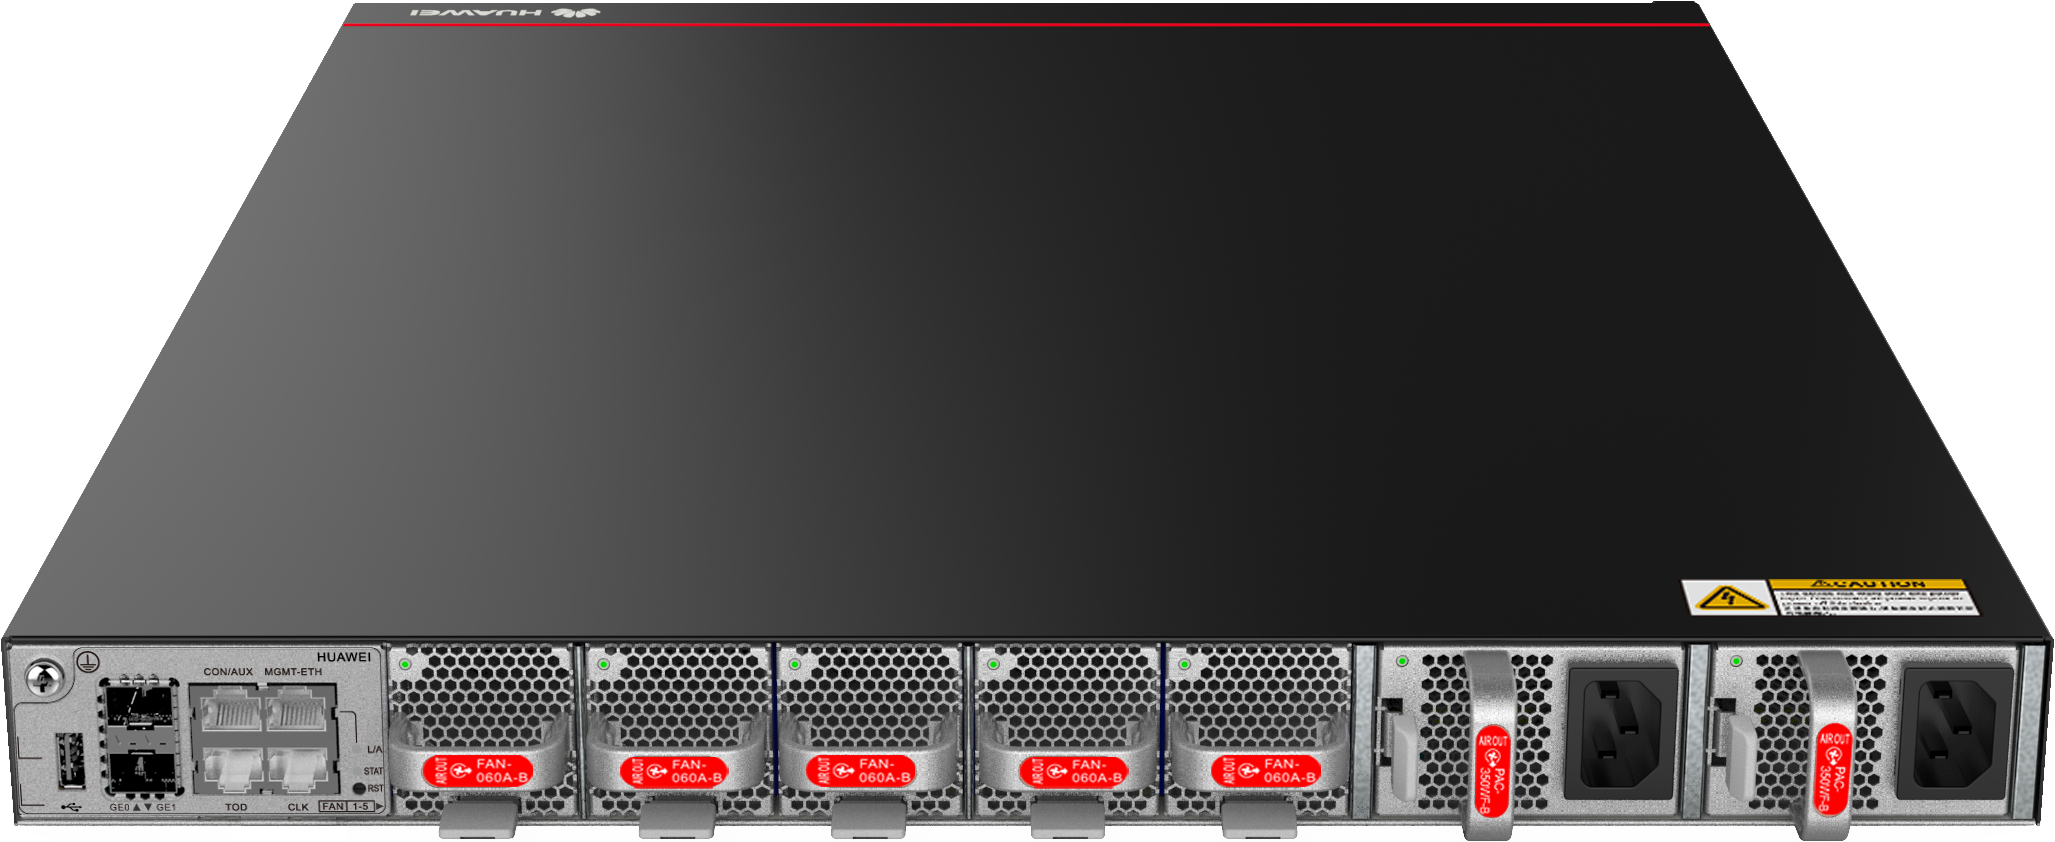 HUAWEI
CAUTION
HUAWEI
CON/AUX MGMT-ETH
L/A
STAT
RST
GE0 ▲ ▼ GE1
TOD
CLK
FAN 1-5
AIR OUT
FAN-
060A-B
AIR OUT
FAN-
060A-B
AIR OUT
FAN-
060A-B
AIR OUT
FAN-
060A-B
AIR OUT
FAN-
060A-B
AIR OUT
PAC-
350WF-B
AIR OUT
PAC-
350WF-B